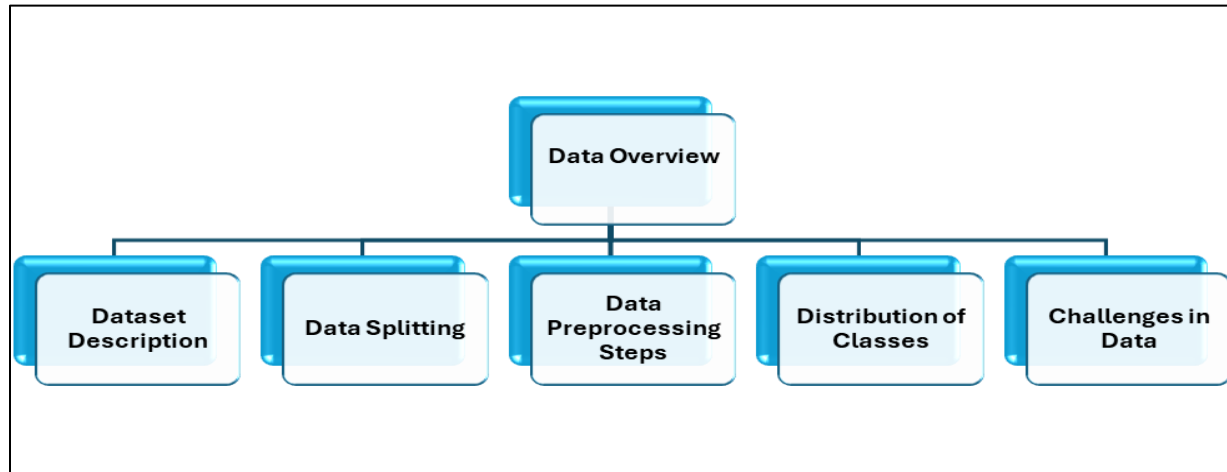 Data Overview
Dataset
Description
Data Splitting
Data
Preprocessing
Steps
Distribution of
Classes
Challenges in
Data